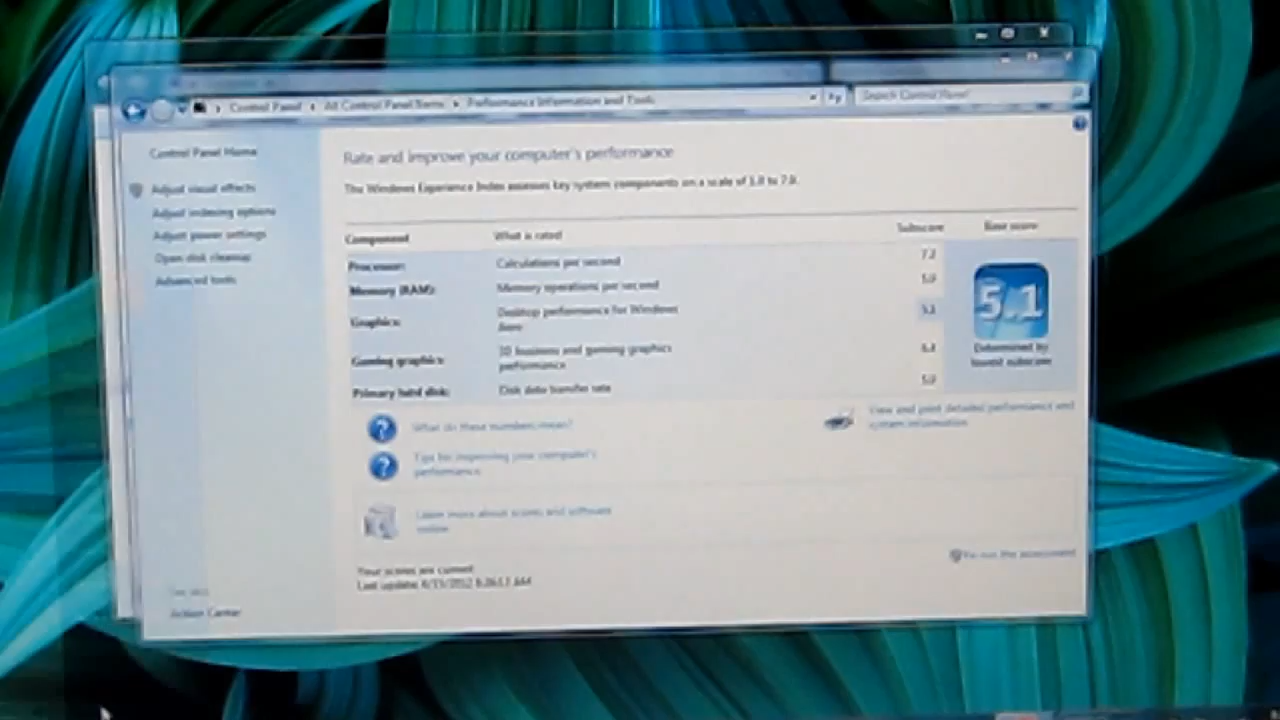 Control Panel All Control Panel Items Performance Information and Tools
Search Control Panel
Control Panel Home
Adjust visual effects
Adjust indexing options
Adjust power settings
Open disk cleanup
Advanced tools
Action Center
Rate and improve your computer's performance
The Windows Experience Index assesses key system components on a scale of 1.0 to 7.9.
Component What is rated Subscore Base score
Processor: Calculations per second
Memory (RAM): Memory operations per second
Graphics: Desktop performance for Windows
Aero
Gaming graphics: 3D business and gaming graphics
performance
Primary hard disk: Disk data transfer rate
5.1
Determined by
lowest subscore
What do these numbers mean?
Tips for improving your computer's
performance.
View and print detailed performance and
system information
Learn more about scores and software
online
Your scores are current
Last update:
Re-run the assessment